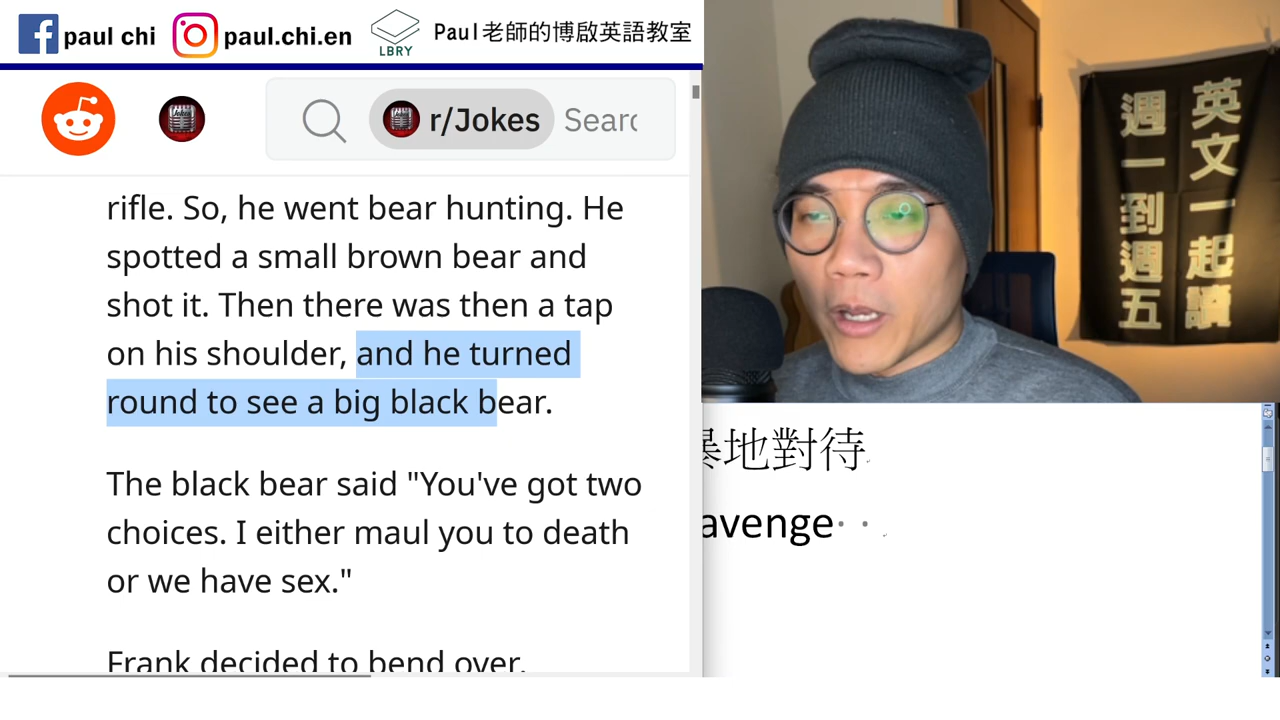 paul chi
paul.chi.en
LBRY
Paul老師的博啟英語教室
r/Jokes
Searc
rifle. So, he went bear hunting. He
spotted a small brown bear and
shot it. Then there was then a tap
on his shoulder, and he turned
round to see a big black bear.
The black bear said "You've got two
choices. I either maul you to death
or we have sex."
Frank decided to bend over.
英文一起讀
週一到週五
暴地對待
avenge